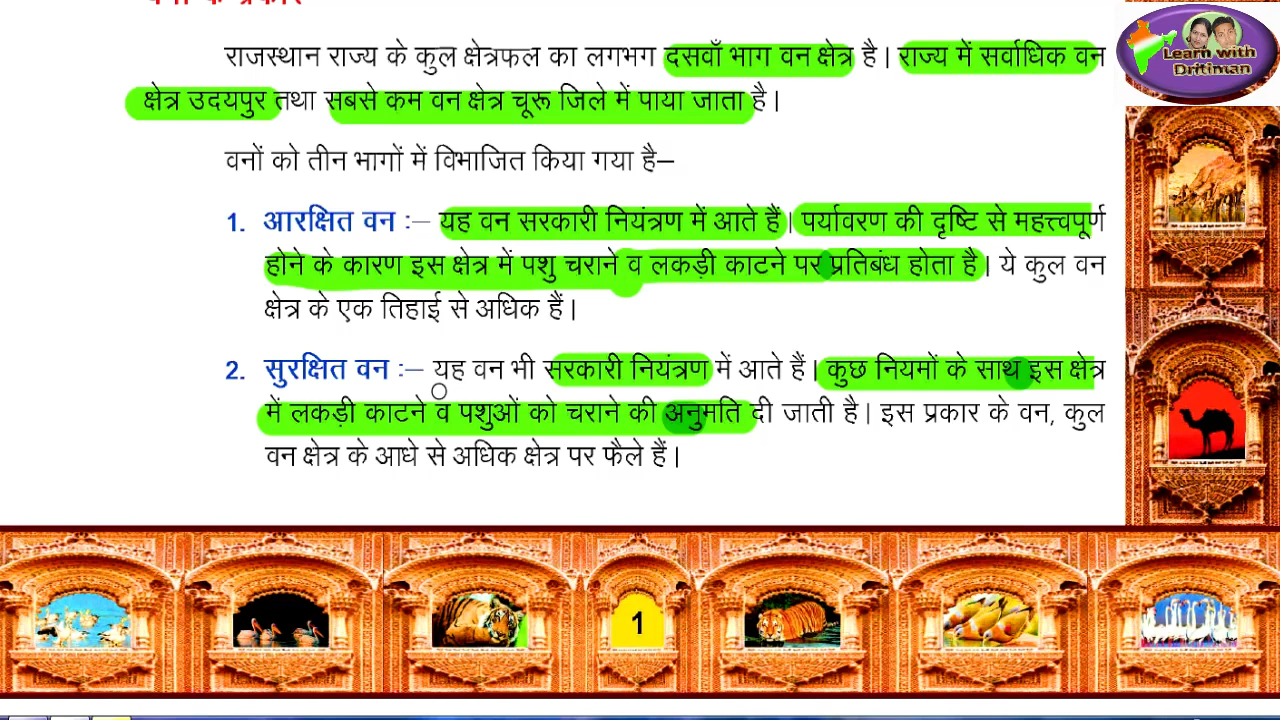 वनों के प्रकार
राजस्थान राज्य के कुल क्षेत्रफल का लगभग दसवाँ भाग वन क्षेत्र है। राज्य में सर्वाधिक वन
क्षेत्र उदयपुर तथा सबसे कम वन क्षेत्र चूरू जिले में पाया जाता है।
वनों को तीन भागों में विभाजित किया गया है–
1. आरक्षित वन :– यह वन सरकारी नियंत्रण में आते हैं। पर्यावरण की दृष्टि से महत्त्वपूर्ण
होने के कारण इस क्षेत्र में पशु चराने व लकड़ी काटने पर प्रतिबंध होता है। ये कुल वन
क्षेत्र के एक तिहाई से अधिक हैं।
2. सुरक्षित वन :– यह वन भी सरकारी नियंत्रण में आते हैं। कुछ नियमों के साथ इस क्षेत्र
में लकड़ी काटने व पशुओं को चराने की अनुमति दी जाती है। इस प्रकार के वन, कुल
वन क्षेत्र के आधे से अधिक क्षेत्र पर फैले हैं।
Learn with
Dritiman
1